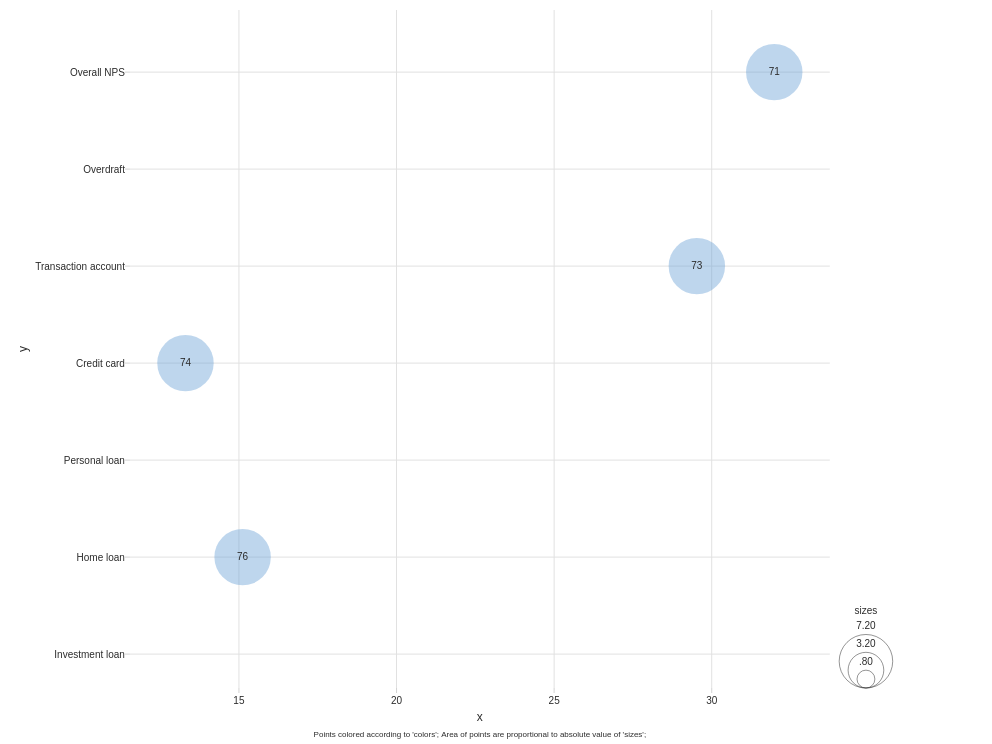 Overall NPS
71
Overdraft
Transaction account
73
y
Credit card
74
Personal loan
Home loan
76
Investment loan
sizes
7.20
3.20
.80
15 20 25 30
x
Points colored according to 'colors'; Area of points are proportional to absolute value of 'sizes';